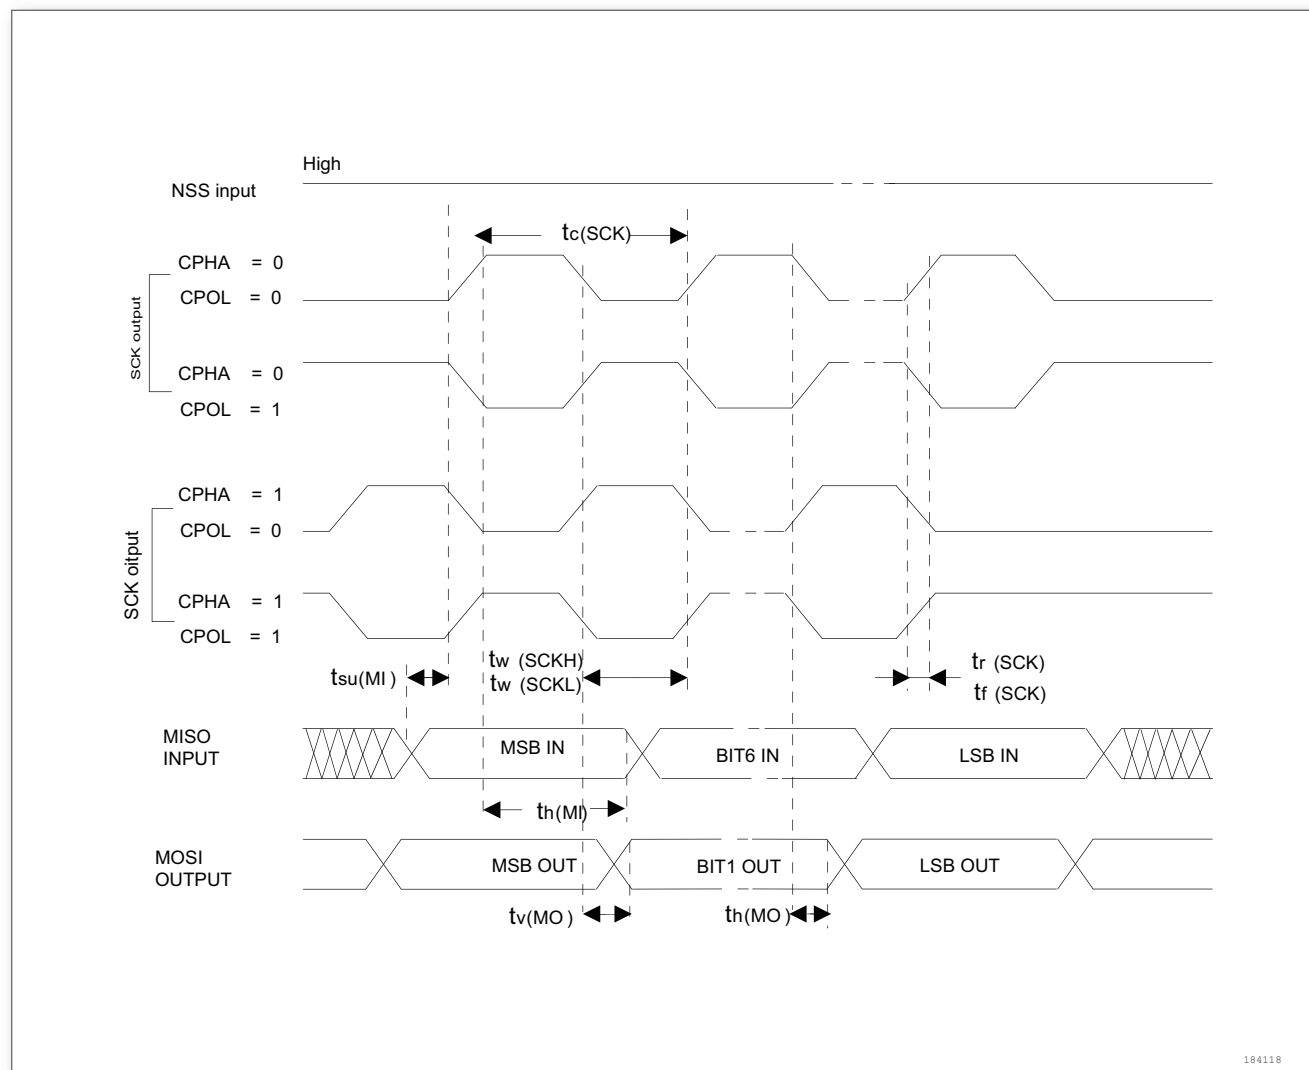 High
NSS input
tc(SCK)
CPHA = 0
CPOL = 0
SCK output
CPHA = 0
CPOL = 1
CPHA = 1
CPOL = 0
SCK oitput
CPHA = 1
CPOL = 1
tsu(MI)
tw (SCKH)
tw (SCKL)
tr (SCK)
tf (SCK)
MISO
INPUT
MSB IN
BIT6 IN
LSB IN
th(MI)
MOSI
OUTPUT
MSB OUT
BIT1 OUT
LSB OUT
tv(MO)
th(MO)
184118